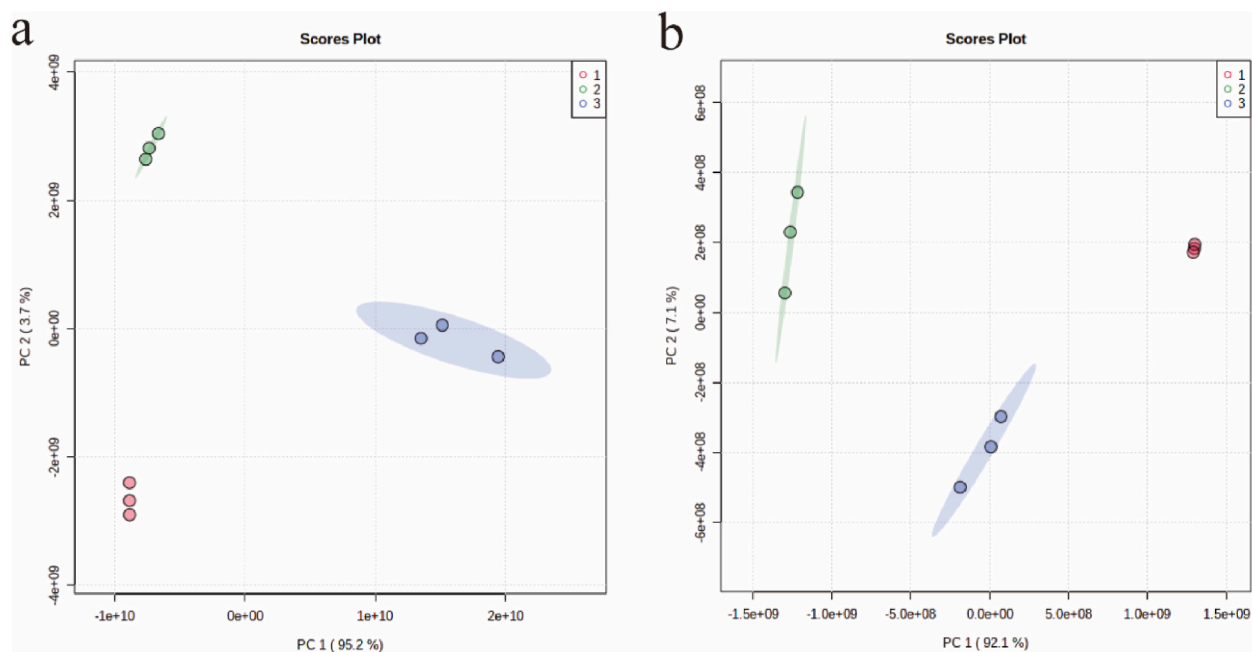 a
Scores Plot
1
2
3
4e+09
2e+09
0e+00
-2e+09
-4e+09
PC 2 ( 3.7 %)
-1e+10
0e+00
1e+10
2e+10
PC 1 ( 95.2 %)
b
Scores Plot
1
2
3
6e+08
4e+08
2e+08
0e+00
-2e+08
-4e+08
-6e+08
PC 2 ( 7.1 %)
-1.5e+09
-1.0e+09
-5.0e+08
0.0e+00
5.0e+08
1.0e+09
1.5e+09
PC 1 ( 92.1 %)